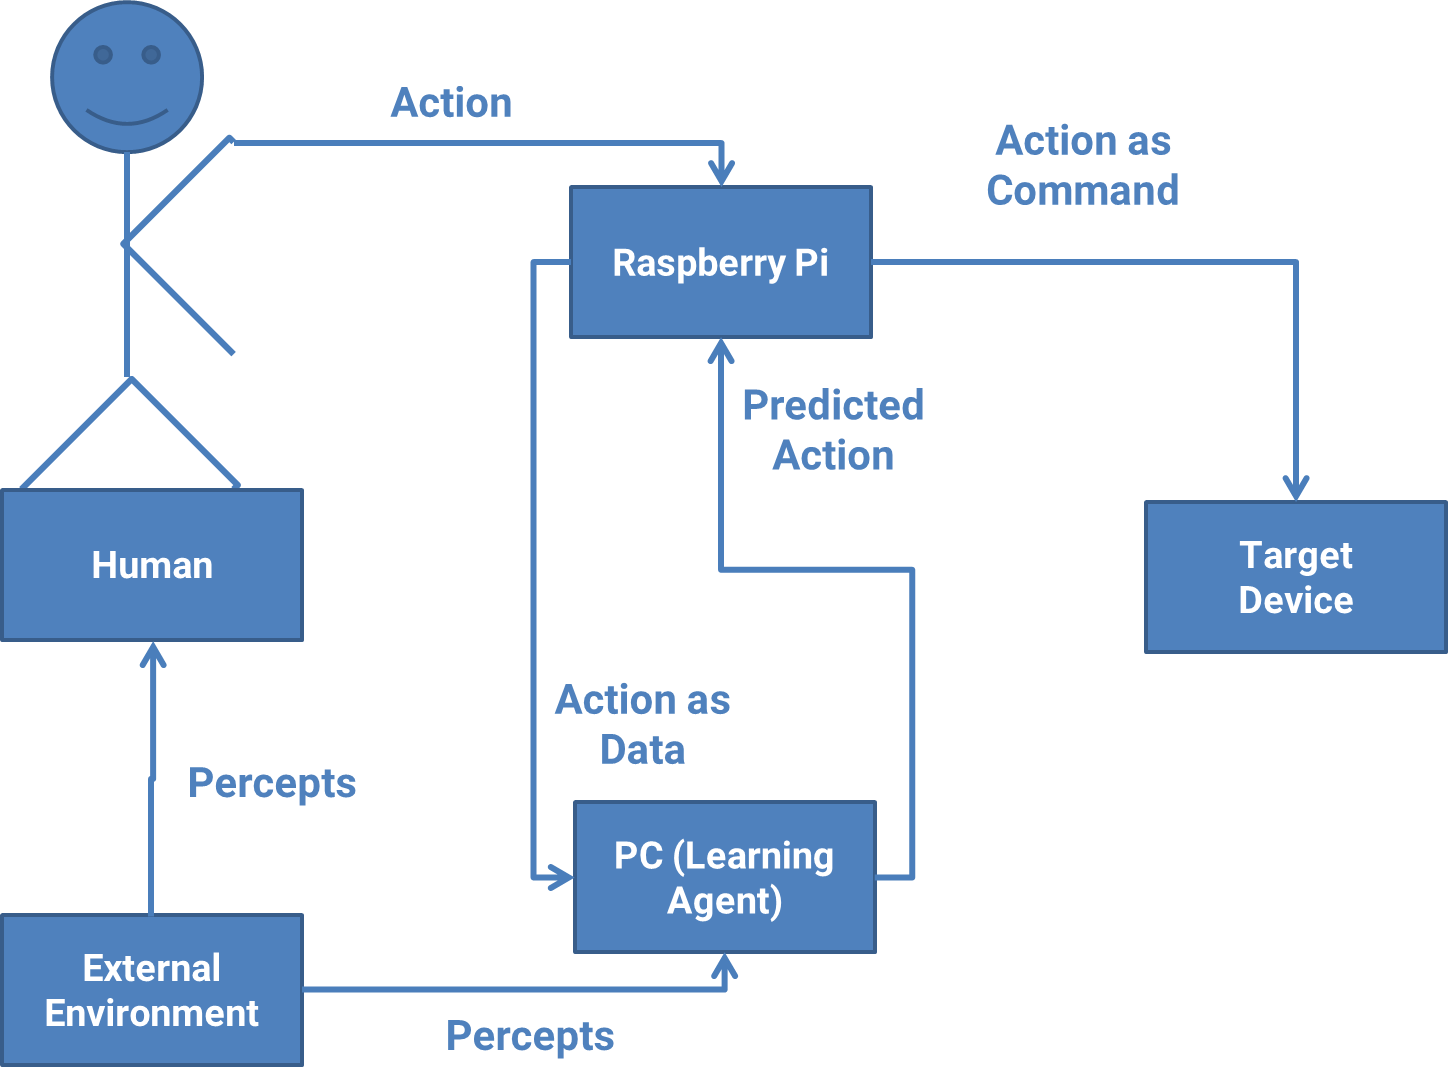 Action
Action as
Command
Raspberry Pi
Predicted
Action
Human
Target
Device
Action as
Data
Percepts
PC (Learning
Agent)
External
Environment
Percepts